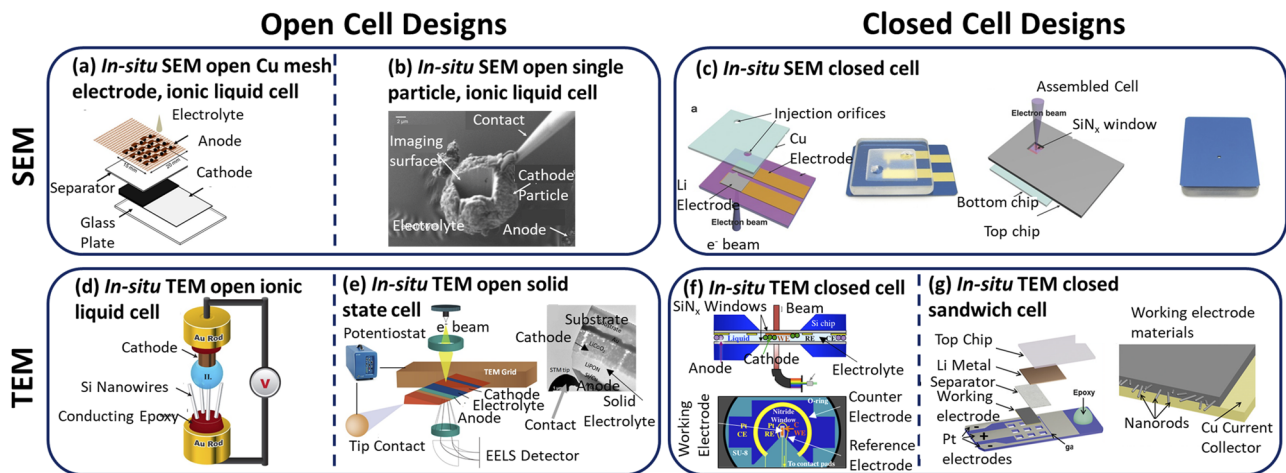 Open Cell Designs
Closed Cell Designs
SEM
(a) In-situ SEM open Cu mesh
electrode, ionic liquid cell
Electrolyte
Anode
Cathode
Separator
Glass
Plate
(b) In-situ SEM open single
particle, ionic liquid cell
2 µm
Contact
Imaging
surface
Cathode
Particle
Electrolyte
Anode
(c) In-situ SEM closed cell
a
Injection orifices
Cu
Electrode
Li
Electrode
Electron beam
e- beam
Assembled Cell
Electron beam
SiNx window
Bottom chip
Top chip
TEM
(d) In-situ TEM open ionic
liquid cell
Au Rod
Cathode
IL
V
Si Nanowires
Conducting Epoxy
Au Rod
(e) In-situ TEM open solid
state cell
Potentiostat
e- beam
TEM Grid
Cathode
Electrolyte
Anode
Tip Contact
EELS Detector
Substrate
Cathode
LiCoO2
LiPON
STM tip
Anode
Solid
Electrolyte
Contact
(f) In-situ TEM closed cell
SiNx Windows
Beam
Si chip
Liquid
WE
RE
CE
Cathode
Anode
Electrolyte
Working
Electrode
O-ring
Nitride
Window
Pt
CE
Pt
RE
WE
SU-8
To contact pads
Counter
Electrode
Reference
Electrode
(g) In-situ TEM closed
sandwich cell
Top Chip
Li Metal
Separator
Working
electrode
Pt
electrodes
Epoxy
ga
Working electrode
materials
Nanorods
Cu Current
Collector